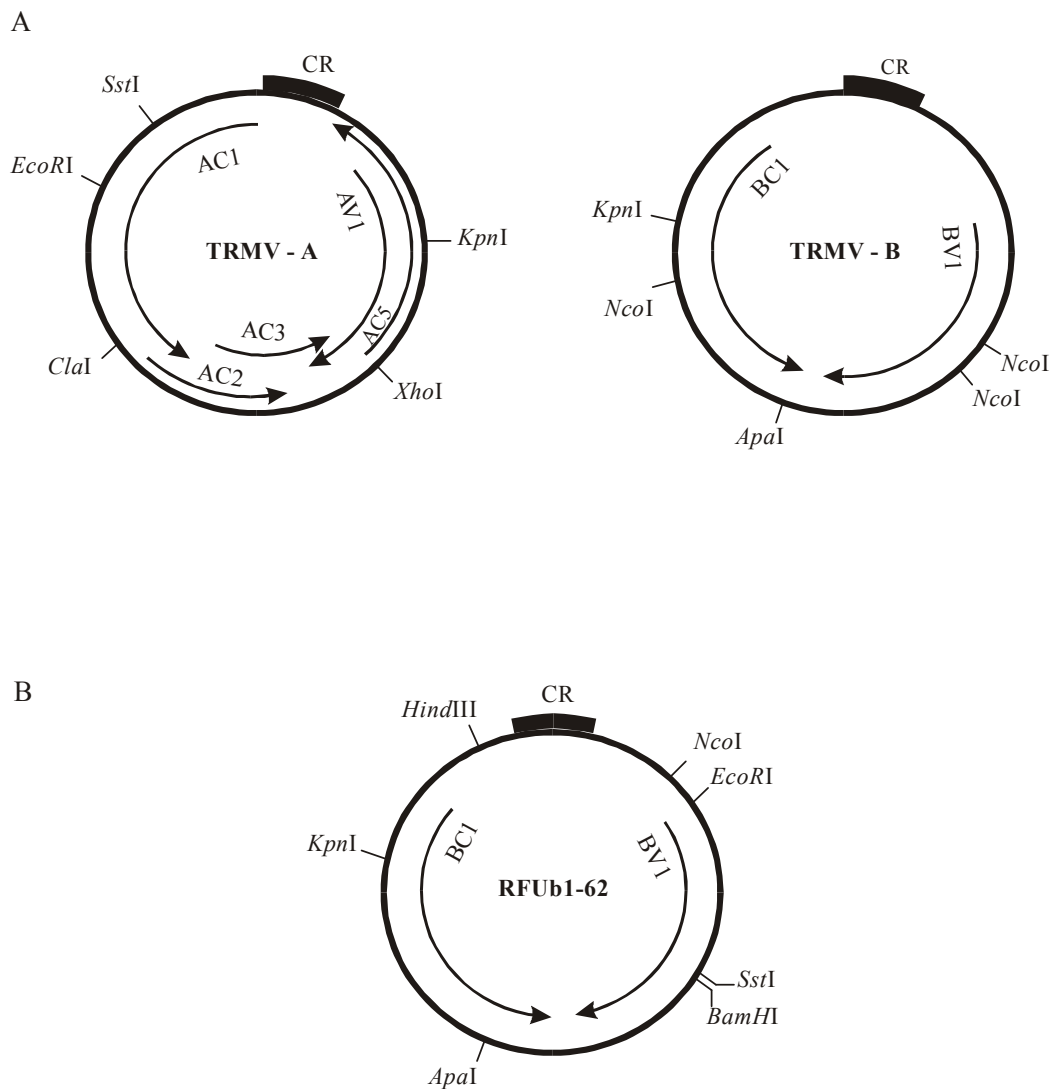 A
CR
SstI
AC1
EcoRI
AV1
TRMV - A
KpnI
AC3
AC5
ClaI
AC2
XhoI
CR
BC1
KpnI
BV1
TRMV - B
NcoI
NcoI
NcoI
ApaI
B
CR
HindIII
NcoI
EcoRI
KpnI
BC1
BV1
RFUb1-62
SstI
BamHI
ApaI